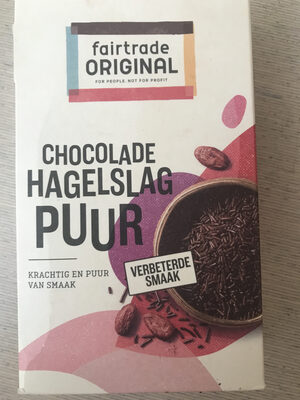 fairtrade
ORIGINAL
FOR PEOPLE. NOT FOR PROFIT
CHOCOLADE
HAGELSLAG
PUUR
KRACHTIG EN PUUR
VAN SMAAK
VERBETERDE
SMAAK